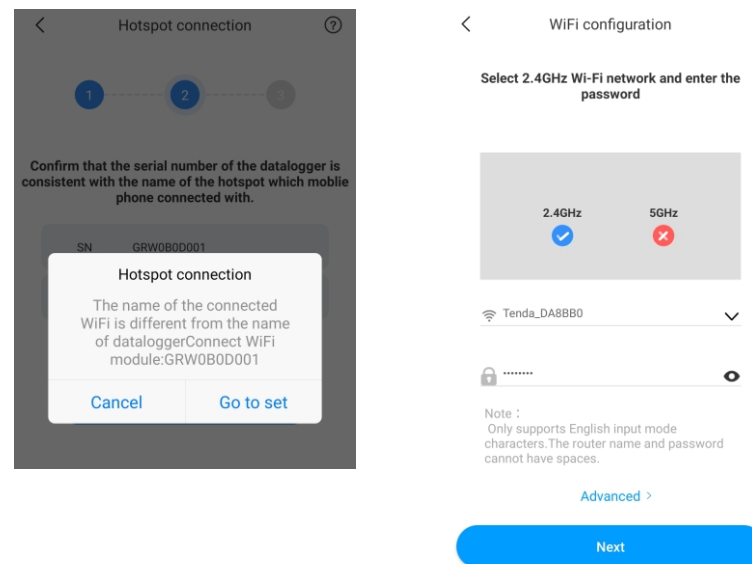 Hotspot connection
?
1
2
3
Confirm that the serial number of the datalogger is
consistent with the name of the hotspot which moblie
phone connected with.
SN GRW0B0D001
Hotspot connection
The name of the connected
WiFi is different from the name
of dataloggerConnect WiFi
module:GRW0B0D001
Cancel Go to set
WiFi configuration
Select 2.4GHz Wi-Fi network and enter the
password
2.4GHz 5GHz
Tenda_DA8BB0
········
Note :
Only supports English input mode
characters.The router name and password
cannot have spaces.
Advanced >
Next